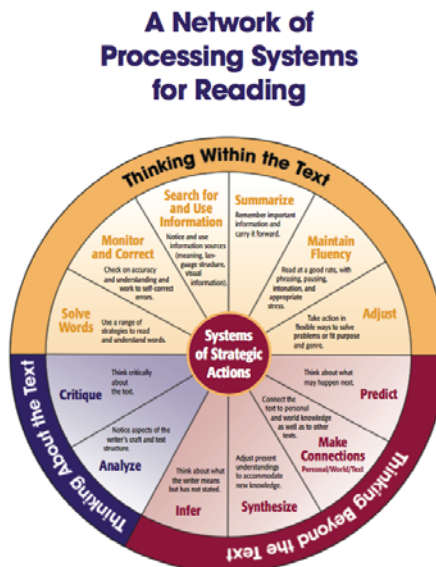 A Network of
Processing Systems
for Reading
Thinking Within the Text
Solve
Words
Use a range of
strategies to read
and understand words.
Monitor
and Correct
Check on accuracy
and understanding and
work to self-correct
errors.
Search for
and Use
Information
Notice and use
information sources
(meaning, lan-
guage structure,
visual
information).
Summarize
Remember important
information and
carry it forward.
Maintain
Fluency
Read at a good rate, with
phrasing, pausing,
intonation, and
appropriate
stress.
Adjust
Take action in
flexible ways to solve
problems or fit purpose
and genre.
Systems
of Strategic
Actions
Thinking Beyond the Text
Think about what
may happen next.
Predict
Connect the
text to personal
and world knowledge
as well as to other
texts.
Make
Connections
Personal/World/Text
Adjust present
understandings
to accommodate
new knowledge.
Synthesize
Think about what
the writer means
but has not stated.
Infer
Thinking About the Text
Notice aspects of the
writer's craft and text
structure.
Analyze
Think critically
about
the text.
Critique